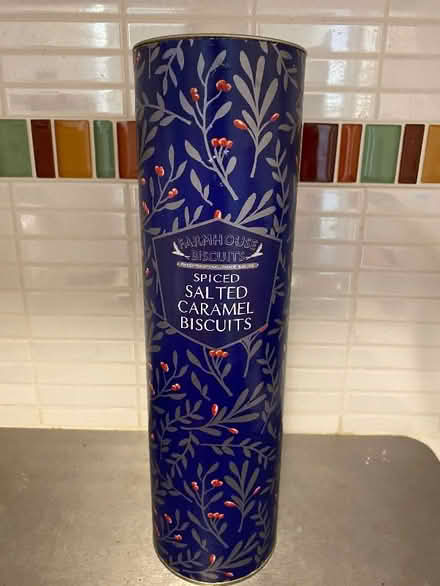 FARMHOUSE
BISCUITS
SPICED
SALTED
CARAMEL
BISCUITS